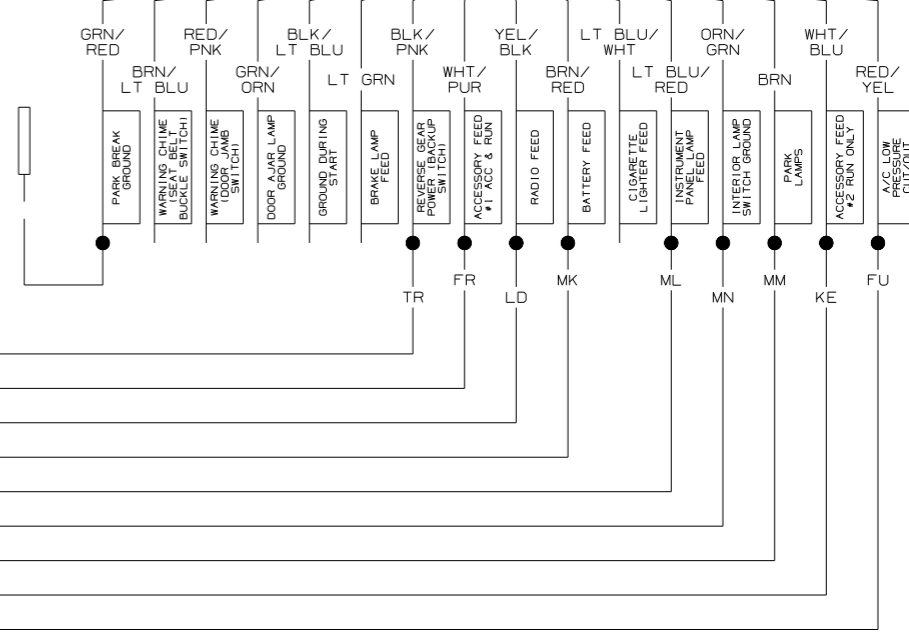 GRN/
RED
RED/
PNK
BLK/
LT BLU
BLK/
PNK
YEL/
BLK
LT BLU/
WHT
ORN/
GRN
WHT/
BLU
BRN/
LT BLU
GRN/
ORN
LT GRN
WHT/
PUR
BRN/
RED
LT BLU/
RED
BRN
RED/
YEL
PARK BREAK
GROUND
WARNING CHIME
(SEAT BELT
BUCKLE SWITCH)
WARNING CHIME
(DOOR JAMB
SWITCH)
DOOR AJAR LAMP
GROUND
GROUND DURING
START
BRAKE LAMP
FEED
REVERSE GEAR
POWER (BACKUP
SWITCH)
ACCESSORY FEED
#1 ACC & RUN
RADIO FEED
BATTERY FEED
CIGARETTE
LIGHTER FEED
INSTRUMENT
PANEL LAMP
FEED
INTERIOR LAMP
SWITCH GROUND
PARK
LAMPS
ACCESSORY FEED
#2 RUN ONLY
A/C LOW
PRESSURE
CUT/OUT
TR
FR
LD
MK
ML
MN
MM
KE
FU